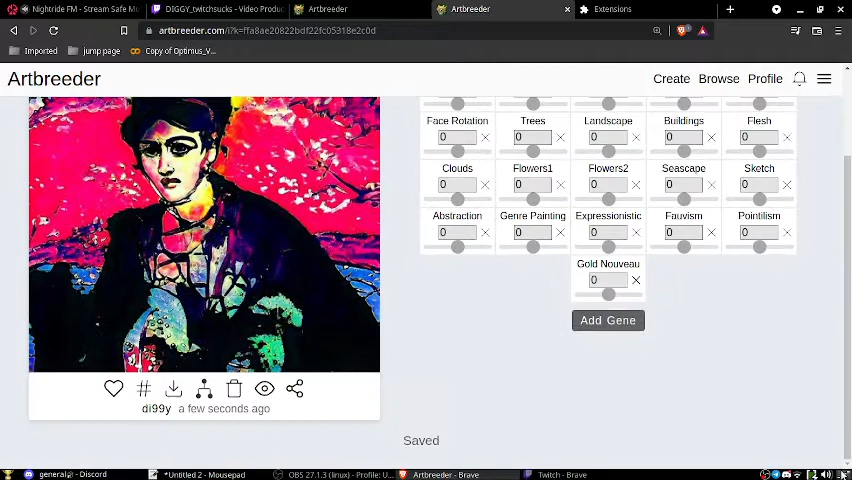 Nightride FM - Stream Safe Mu
DIGGY_twitchsucks - Video Produc
Artbreeder
Artbreeder
Extensions
artbreeder.com/i?k=ffa8ae20822bdf22fc05318e2c0d
Imported
jump page
Copy of Optimus_V...
Artbreeder
Create
Browse
Profile
Face Rotation
Trees
Landscape
Buildings
Flesh
0
0
0
0
0
Clouds
Flowers1
Flowers2
Seascape
Sketch
0
0
0
0
0
Abstraction
Genre Painting
Expressionistic
Fauvism
Pointilism
0
0
0
0
0
Gold Nouveau
0
Add Gene
di99y a few seconds ago
Saved
- Discord
*Untitled 2 - Mousepad
OBS 27.1.3 (linux) - Profile: U...
Artbreeder - Brave
Twitch - Brave